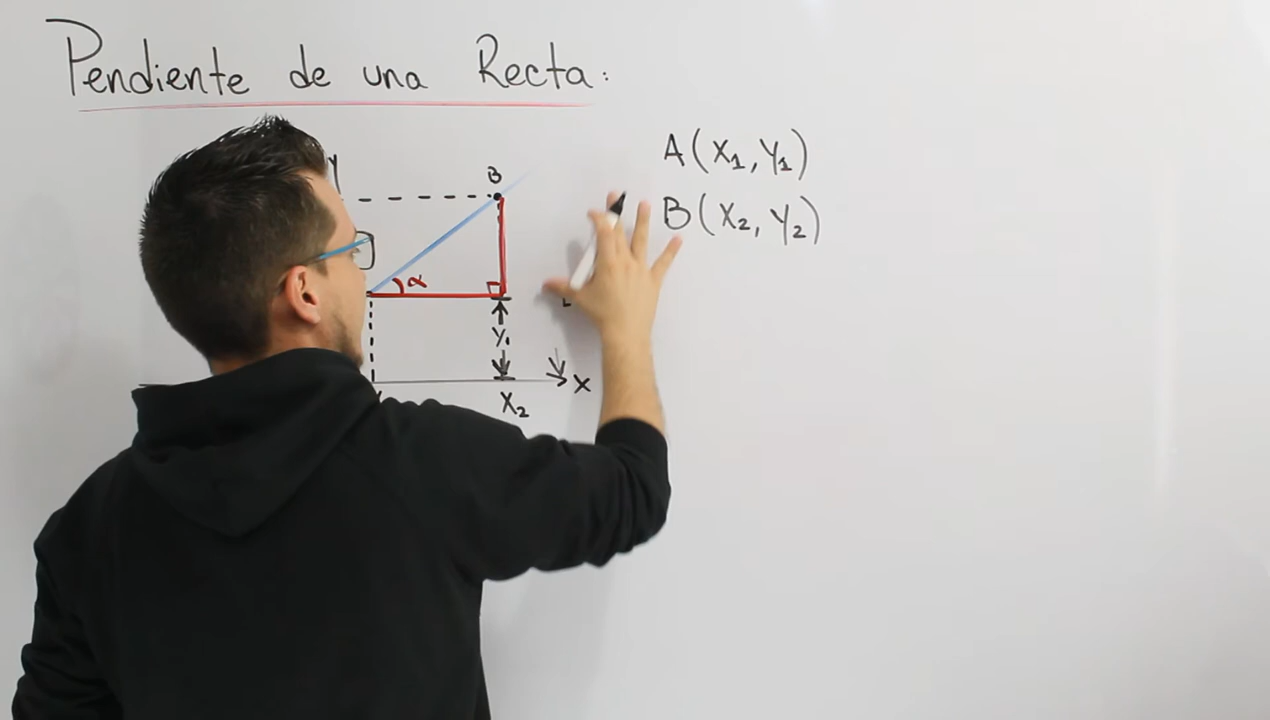 Pendiente de una Recta:
A(X₁, Y₁)
B(X₂, Y₂)
Y
B
α
Y₁
X
X₂